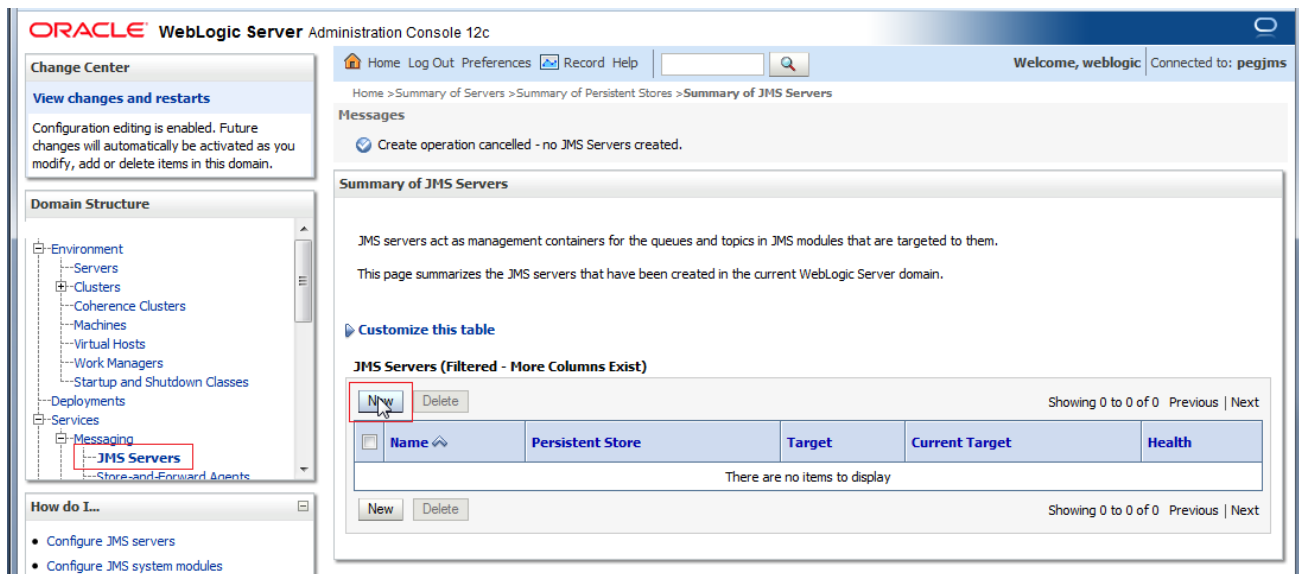 ORACLE WebLogic Server Administration Console 12c
Change Center
View changes and restarts
Configuration editing is enabled. Future
changes will automatically be activated as you
modify, add or delete items in this domain.
Domain Structure
Environment
Servers
Clusters
Coherence Clusters
Machines
Virtual Hosts
Work Managers
Startup and Shutdown Classes
Deployments
Services
Messaging
JMS Servers
Store-and-Forward Agents
How do I...
Configure JMS servers
Configure JMS system modules
Home Log Out Preferences Record Help
Welcome, weblogic Connected to: pegjms
Home >Summary of Servers >Summary of Persistent Stores >Summary of JMS Servers
Messages
Create operation cancelled - no JMS Servers created.
Summary of JMS Servers
JMS servers act as management containers for the queues and topics in JMS modules that are targeted to them.
This page summarizes the JMS servers that have been created in the current WebLogic Server domain.
Customize this table
JMS Servers (Filtered - More Columns Exist)
New Delete Showing 0 to 0 of 0 Previous | Next
Name Persistent Store Target Current Target Health
There are no items to display
New Delete Showing 0 to 0 of 0 Previous | Next